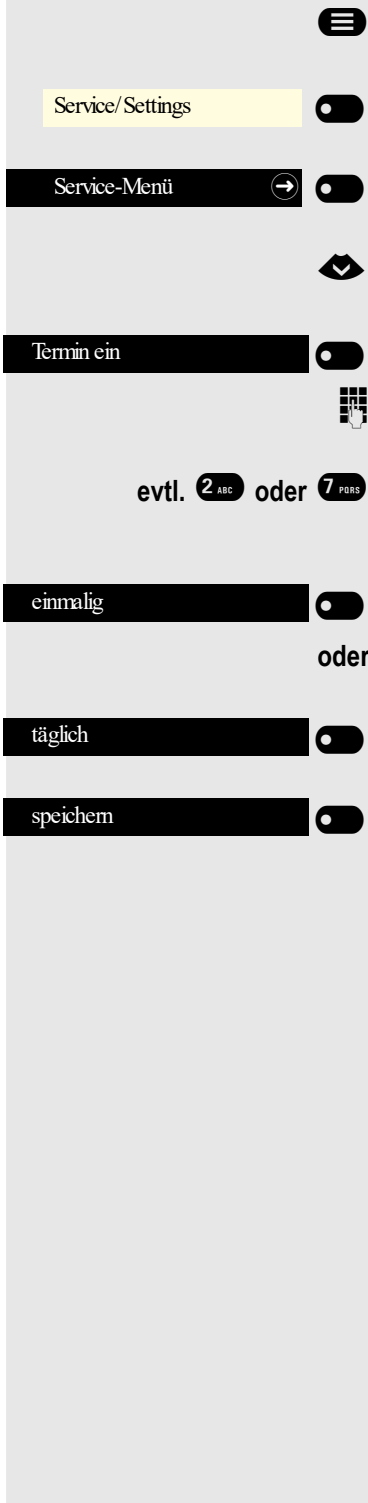 Service/Settings
Service-Menü
Termin ein
evtl. 2 ABC oder 7 PQRS
einmalig
oder
täglich
speichern